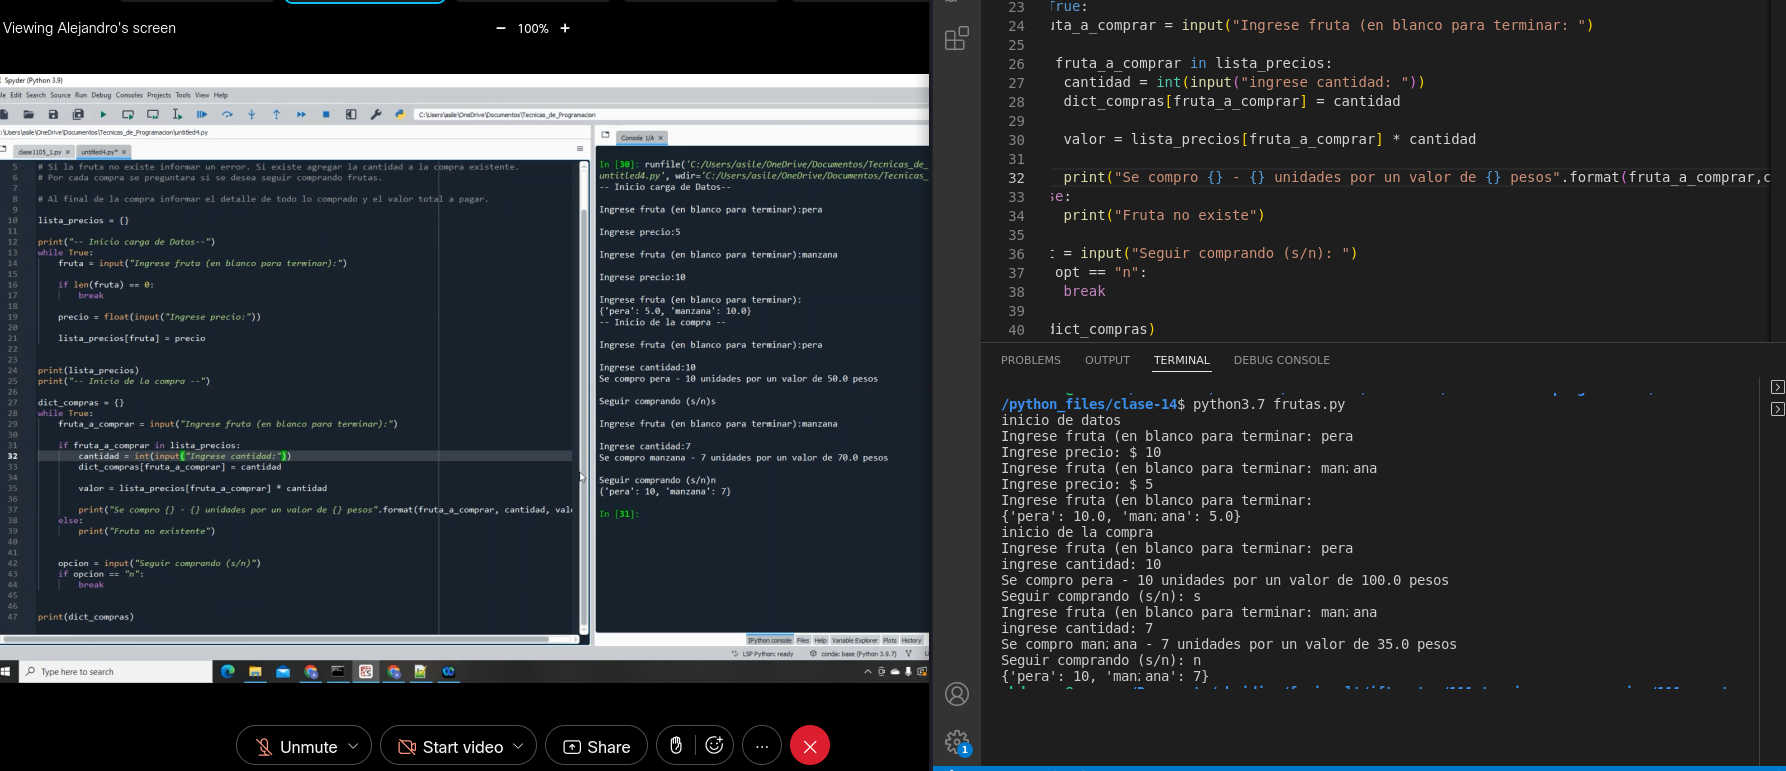 Viewing Alejandro's screen
100%
Spyder (Python 3.9)
File Edit Search Source Run Debug Consoles Projects Tools View Help
C:\Users\asile\OneDrive\Documentos\Tecnicas_de_Programacion
C:\Users\asile\OneDrive\Documentos\Tecnicas_de_Programacion\untitled4.py
clase1105_1.py
untitled4.py*
5 # Si la fruta no existe informar un error. Si existe agregar la cantidad a la compra existente.
6 # Por cada compra se preguntara si se desea seguir comprando frutas.
7
8 # Al final de la compra informar el detalle de todo lo comprado y el valor total a pagar.
9
10 lista_precios = {}
11
12 print("-- Inicio carga de Datos--")
13 while True:
14 fruta = input("Ingrese fruta (en blanco para terminar):")
15
16 if len(fruta) == 0:
17 break
18
19 precio = float(input("Ingrese precio:"))
20
21 lista_precios[fruta] = precio
22
23
24 print(lista_precios)
25 print("-- Inicio de la compra --")
26
27 dict_compras = {}
28 while True:
29 fruta_a_comprar = input("Ingrese fruta (en blanco para terminar):")
30
31 if fruta_a_comprar in lista_precios:
32 cantidad = int(input("Ingrese cantidad:"))
33 dict_compras[fruta_a_comprar] = cantidad
34
35 valor = lista_precios[fruta_a_comprar] * cantidad
36
37 print("Se compro {} - {} unidades por un valor de {} pesos".format(fruta_a_comprar, cantidad, valo
38 else:
39 print("Fruta no existente")
40
41
42 opcion = input("Seguir comprando (s/n)")
43 if opcion == "n":
44 break
45
46
47 print(dict_compras)
Console 1/A
In [30]: runfile('C:/Users/asile/OneDrive/Documentos/Tecnicas_de_
untitled4.py', wdir='C:/Users/asile/OneDrive/Documentos/Tecnicas_
-- Inicio carga de Datos--
Ingrese fruta (en blanco para terminar):pera
Ingrese precio:5
Ingrese fruta (en blanco para terminar):manzana
Ingrese precio:10
Ingrese fruta (en blanco para terminar):
{'pera': 5.0, 'manzana': 10.0}
-- Inicio de la compra --
Ingrese fruta (en blanco para terminar):pera
Ingrese cantidad:10
Se compro pera - 10 unidades por un valor de 50.0 pesos
Seguir comprando (s/n)s
Ingrese fruta (en blanco para terminar):manzana
Ingrese cantidad:7
Se compro manzana - 7 unidades por un valor de 70.0 pesos
Seguir comprando (s/n)n
{'pera': 10, 'manzana': 7}
In [31]:
IPython console Files Help Variable Explorer Plots History
LSP Python: ready
conda: base (Python 3.9.7)
Type here to search
Unmute
Start video
Share
23 True:
24 uta_a_comprar = input("Ingrese fruta (en blanco para terminar: ")
25
26 fruta_a_comprar in lista_precios:
27 cantidad = int(input("ingrese cantidad: "))
28 dict_compras[fruta_a_comprar] = cantidad
29
30 valor = lista_precios[fruta_a_comprar] * cantidad
31
32 print("Se compro {} - {} unidades por un valor de {} pesos".format(fruta_a_comprar,c
33 se:
34 print("Fruta no existe")
35
36 t = input("Seguir comprando (s/n): ")
37 opt == "n":
38 break
39
40 dict_compras)
PROBLEMS OUTPUT TERMINAL DEBUG CONSOLE
/python_files/clase-14$ python3.7 frutas.py
inicio de datos
Ingrese fruta (en blanco para terminar: pera
Ingrese precio: $ 10
Ingrese fruta (en blanco para terminar: manzana
Ingrese precio: $ 5
Ingrese fruta (en blanco para terminar:
{'pera': 10.0, 'manzana': 5.0}
inicio de la compra
Ingrese fruta (en blanco para terminar: pera
ingrese cantidad: 10
Se compro pera - 10 unidades por un valor de 100.0 pesos
Seguir comprando (s/n): s
Ingrese fruta (en blanco para terminar: manzana
ingrese cantidad: 7
Se compro manzana - 7 unidades por un valor de 35.0 pesos
Seguir comprando (s/n): n
{'pera': 10, 'manzana': 7}
1